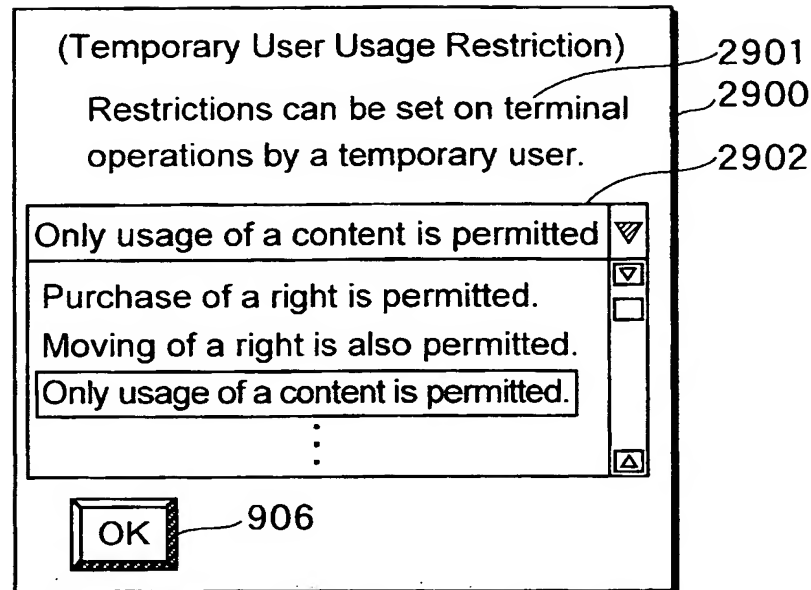 (Temporary User Usage Restriction)
2901
Restrictions can be set on terminal
2900
operations by a temporary user.
2902
Only usage of a content is permitted
Purchase of a right is permitted.
Moving of a right is also permitted.
Only usage of a content is permitted.
OK
906